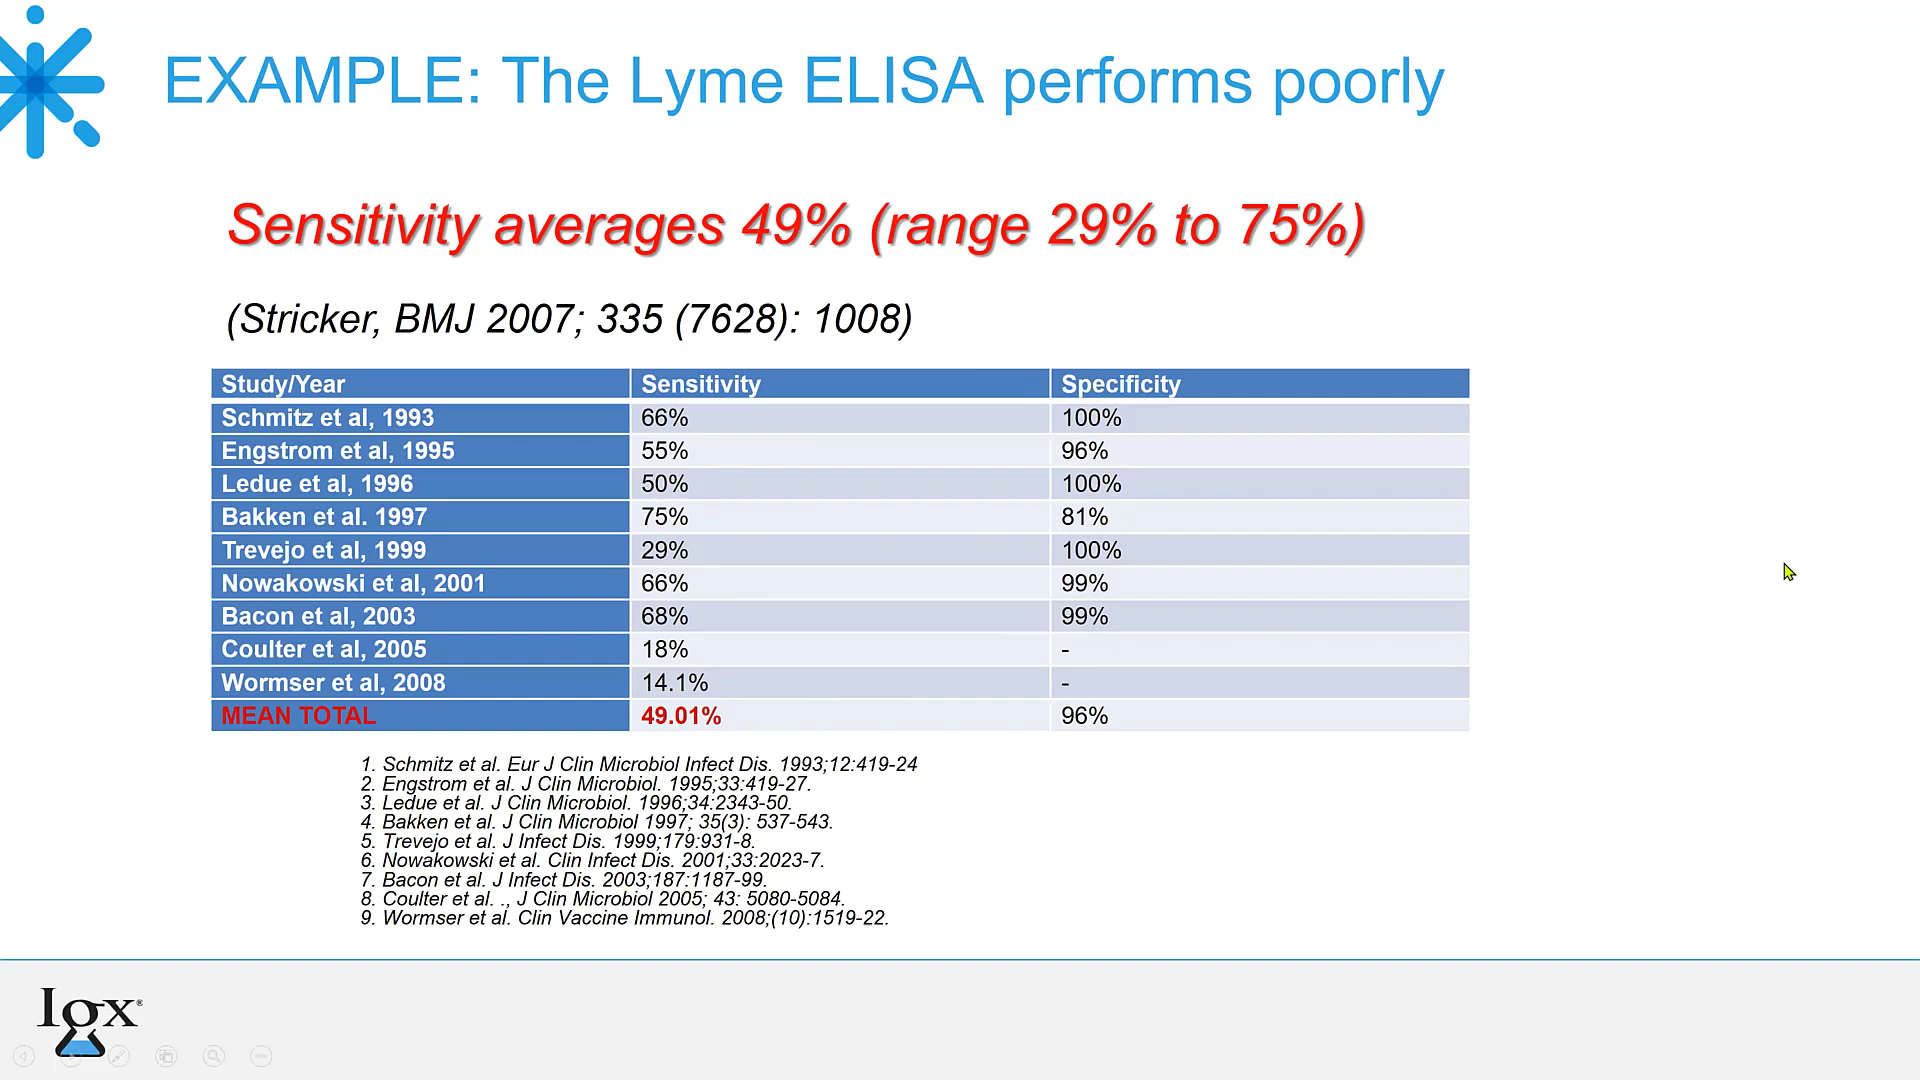 EXAMPLE: The Lyme ELISA performs poorly
Sensitivity averages 49% (range 29% to 75%)
(Stricker, BMJ 2007; 335 (7628): 1008)
Study/Year Sensitivity Specificity
Schmitz et al, 1993 66% 100%
Engstrom et al, 1995 55% 96%
Ledue et al, 1996 50% 100%
Bakken et al. 1997 75% 81%
Trevejo et al, 1999 29% 100%
Nowakowski et al, 2001 66% 99%
Bacon et al, 2003 68% 99%
Coulter et al, 2005 18% -
Wormser et al, 2008 14.1% -
MEAN TOTAL 49.01% 96%
1. Schmitz et al. Eur J Clin Microbiol Infect Dis. 1993;12:419-24
2. Engstrom et al. J Clin Microbiol. 1995;33:419-27.
3. Ledue et al. J Clin Microbiol. 1996;34:2343-50.
4. Bakken et al. J Clin Microbiol 1997; 35(3): 537-543.
5. Trevejo et al. J Infect Dis. 1999;179:931-8.
6. Nowakowski et al. Clin Infect Dis. 2001;33:2023-7.
7. Bacon et al. J Infect Dis. 2003;187:1187-99.
8. Coulter et al. ., J Clin Microbiol 2005; 43: 5080-5084.
9. Wormser et al. Clin Vaccine Immunol. 2008;(10):1519-22.
Igx®